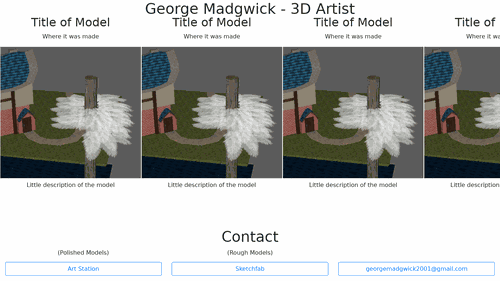 George Madgwick - 3D Artist
Title of Model Title of Model Title of Model Title of
Where it was made Where it was made Where it was made Where it
Little description of the model Little description of the model Little description of the model Little descripti
Contact
(Polished Models) (Rough Models)
Art Station Sketchfab georgemadgwick2001@gmail.com